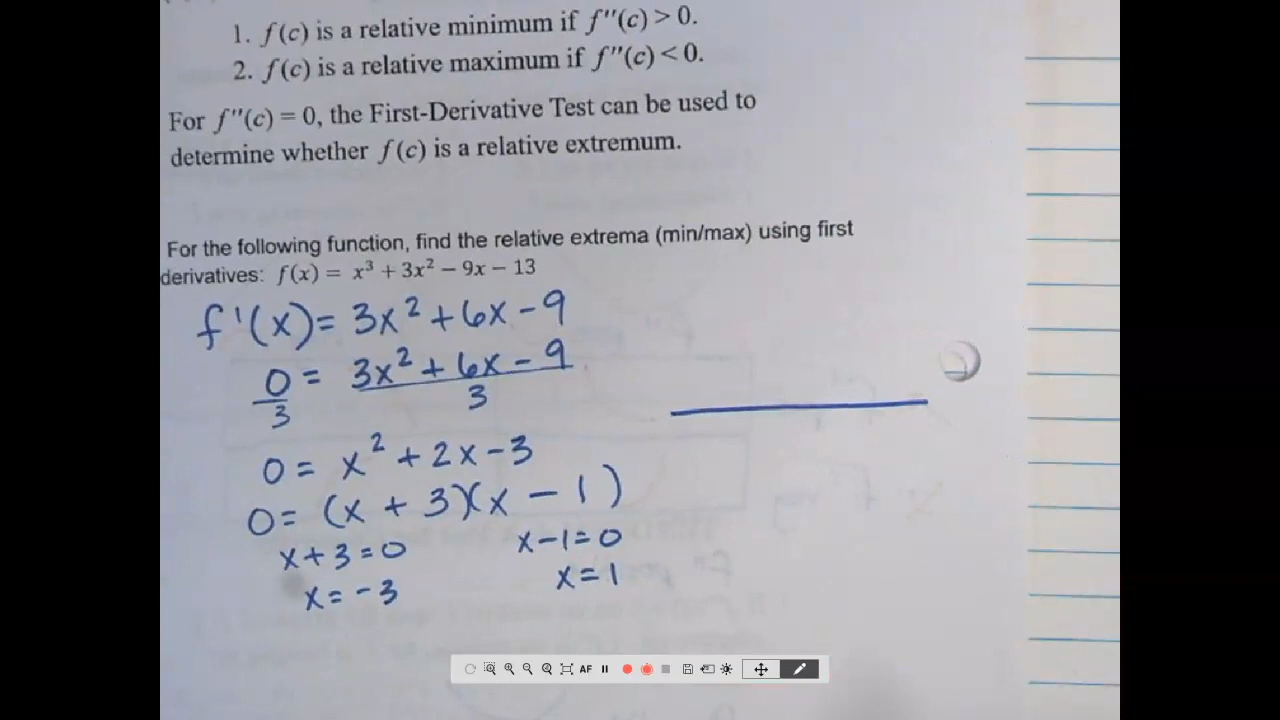 1. f(c) is a relative minimum if f''(c) > 0.
2. f(c) is a relative maximum if f''(c) < 0.
For f''(c) = 0, the First-Derivative Test can be used to
determine whether f(c) is a relative extremum.
For the following function, find the relative extrema (min/max) using first
derivatives: f(x) = x³ + 3x² − 9x − 13
f'(x) = 3x² + 6x − 9
0/3 = (3x² + 6x − 9)/3
0 = x² + 2x − 3
0 = (x + 3)(x − 1)
x + 3 = 0 x − 1 = 0
x = −3 x = 1
AF